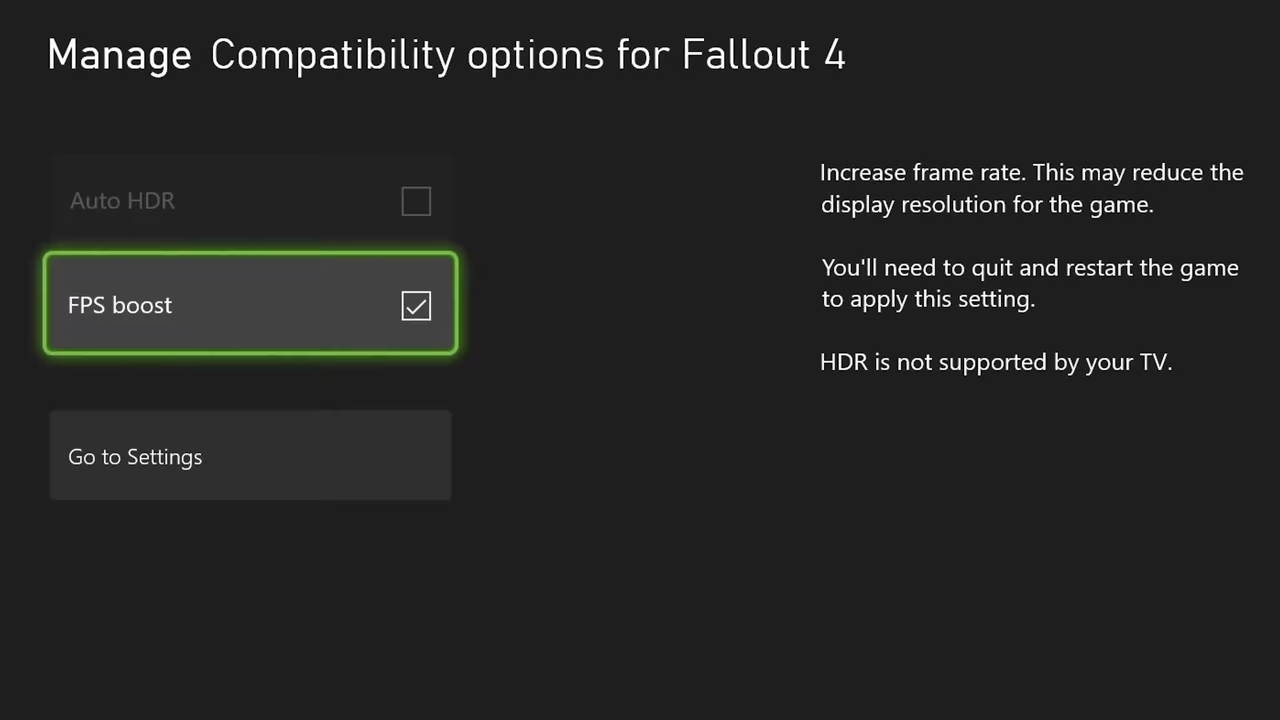 Manage Compatibility options for Fallout 4
Auto HDR
FPS boost
Go to Settings
Increase frame rate. This may reduce the
display resolution for the game.
You'll need to quit and restart the game
to apply this setting.
HDR is not supported by your TV.